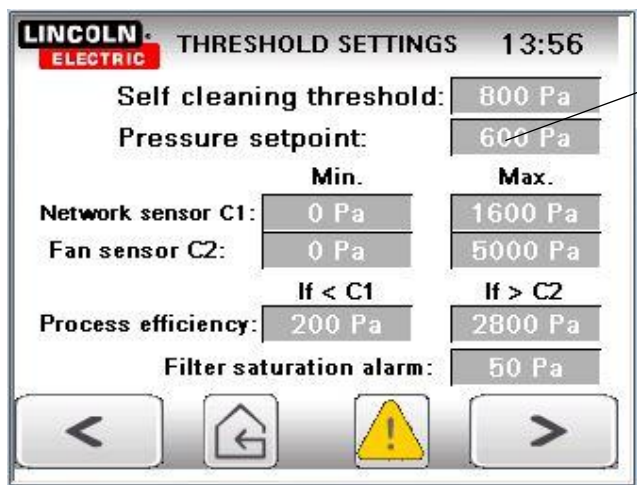 LINCOLN
ELECTRIC
THRESHOLD SETTINGS 13:56
Self cleaning threshold: 800 Pa
Pressure setpoint: 600 Pa
Min. Max.
Network sensor C1: 0 Pa 1600 Pa
Fan sensor C2: 0 Pa 5000 Pa
If < C1 If > C2
Process efficiency: 200 Pa 2800 Pa
Filter saturation alarm: 50 Pa
< ! >